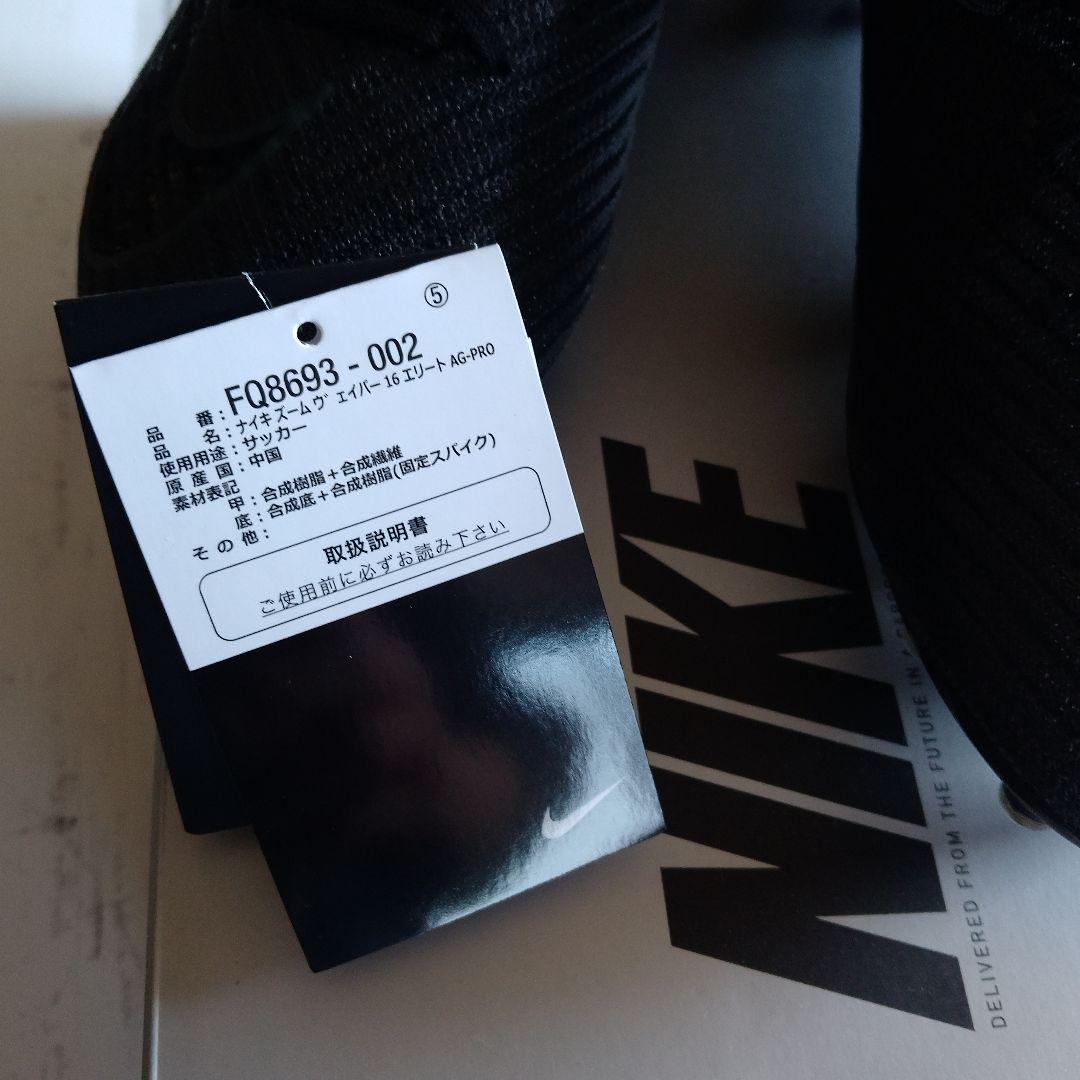 ⑤
品番:FQ8693-002
品名:ナイキ ズーム ヴェイパー 16 エリート AG-PRO
使用用途:サッカー
原産国:中国
素材表記
甲:合成樹脂+合成繊維
底:合成底+合成樹脂(固定スパイク)
その他:
取扱説明書
ご使用前に必ずお読み下さい
NIKE
DELIVERED FROM THE FUTURE IN A